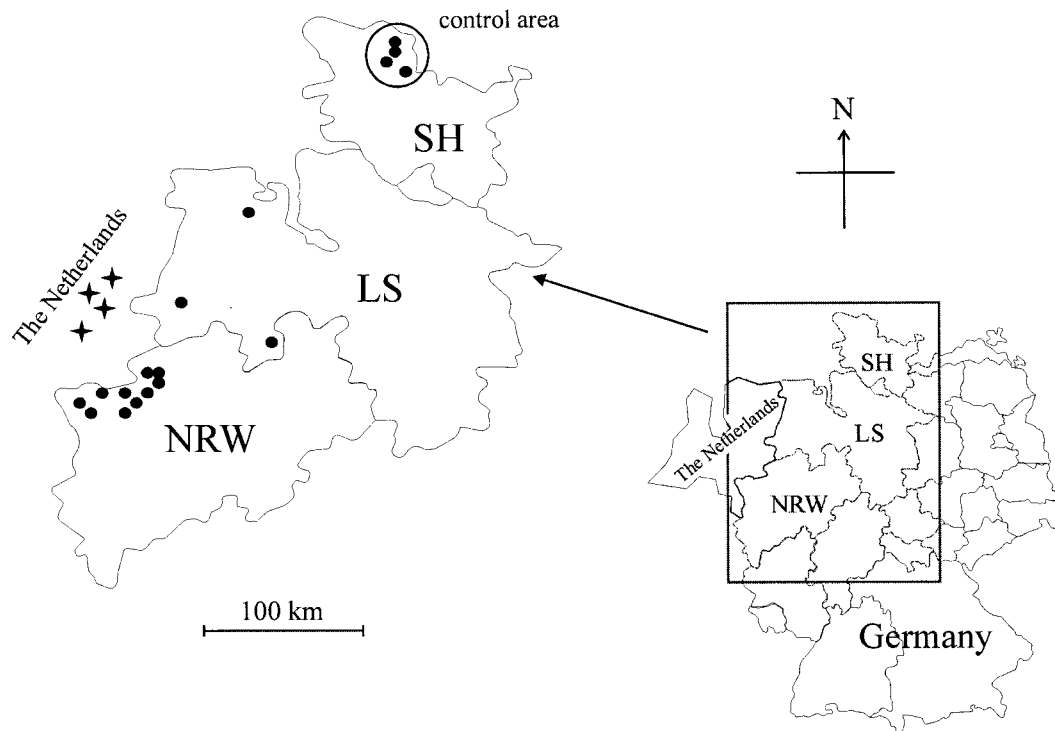 control area
SH
The Netherlands
LS
NRW
100 km
N
SH
The Netherlands
LS
NRW
Germany